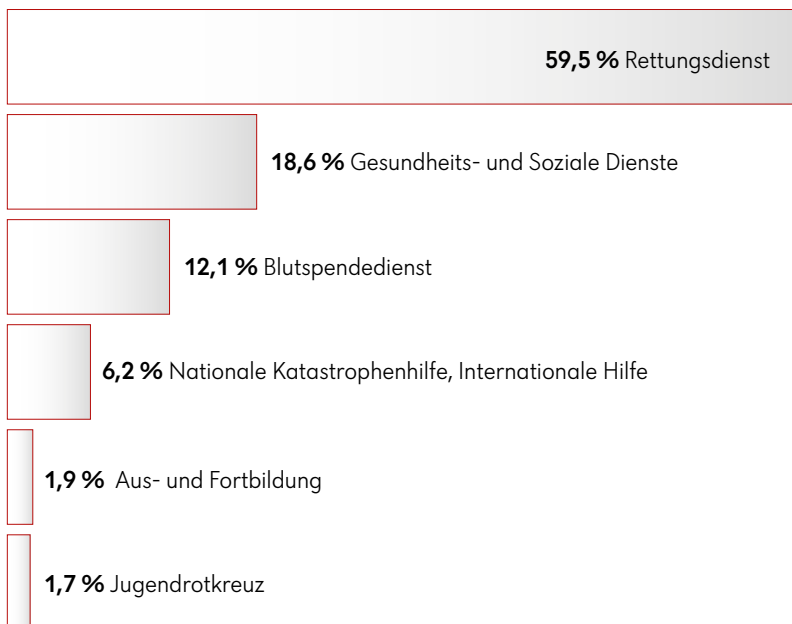 59,5 % Rettungsdienst
18,6 % Gesundheits- und Soziale Dienste
12,1 % Blutspendedienst
6,2 % Nationale Katastrophenhilfe, Internationale Hilfe
1,9 % Aus- und Fortbildung
1,7 % Jugendrotkreuz